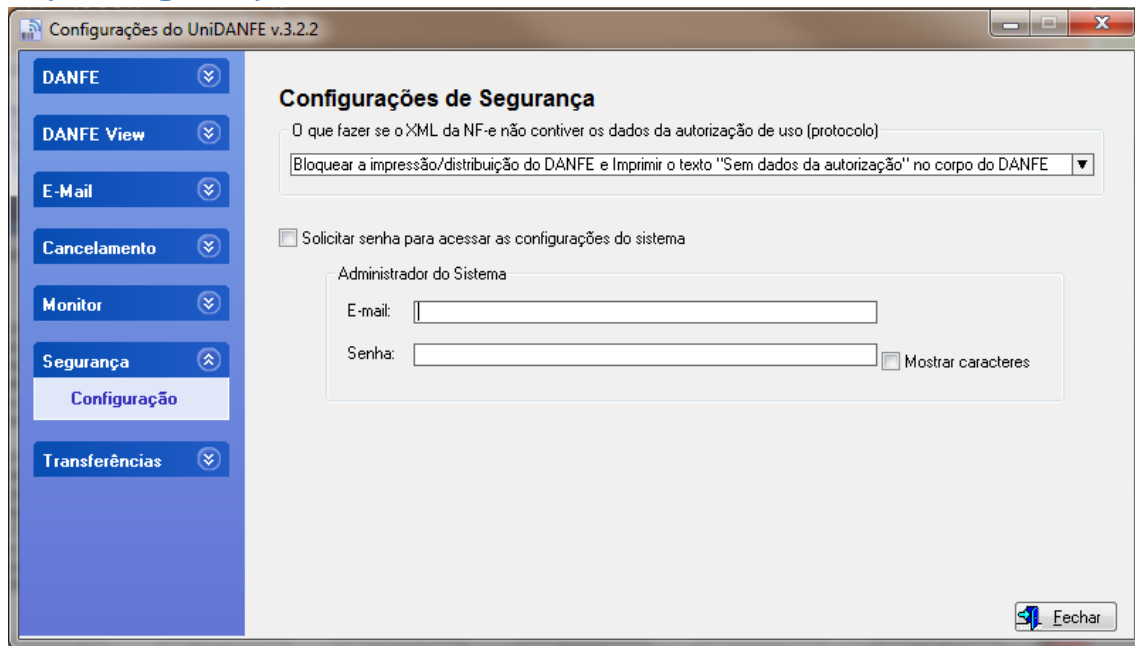 Configurações do UniDANFE v.3.2.2
DANFE
DANFE View
E-Mail
Cancelamento
Monitor
Segurança
Configuração
Transferências
Configurações de Segurança
O que fazer se o XML da NF-e não contiver os dados da autorização de uso (protocolo)
Bloquear a impressão/distribuição do DANFE e Imprimir o texto "Sem dados da autorização" no corpo do DANFE
Solicitar senha para acessar as configurações do sistema
Administrador do Sistema
E-mail:
Senha:
Mostrar caracteres
Fechar